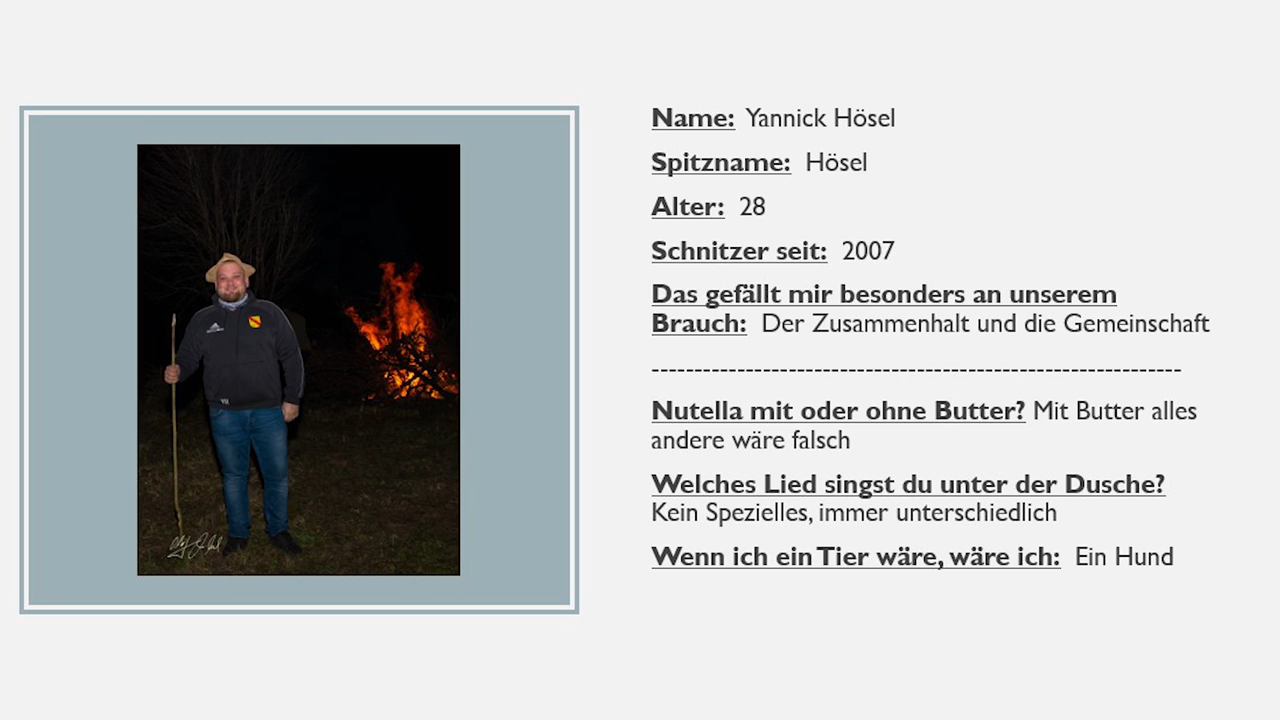 Name: Yannick Hösel
Spitzname: Hösel
Alter: 28
Schnitzer seit: 2007
Das gefällt mir besonders an unserem
Brauch: Der Zusammenhalt und die Gemeinschaft
---------------------------------------------------------------
Nutella mit oder ohne Butter? Mit Butter alles
andere wäre falsch
Welches Lied singst du unter der Dusche?
Kein Spezielles, immer unterschiedlich
Wenn ich ein Tier wäre, wäre ich: Ein Hund